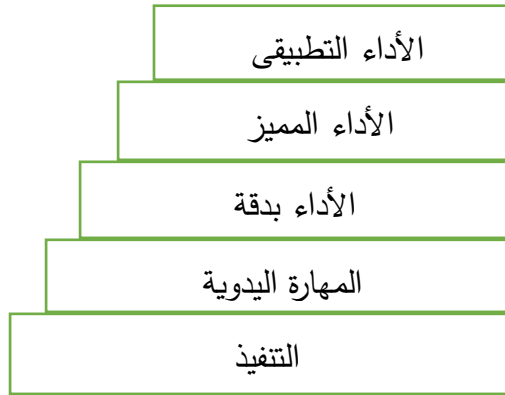 الأداء التطبيقى
الأداء المميز
الأداء بدقة
المهارة اليدوية
التنفيذ